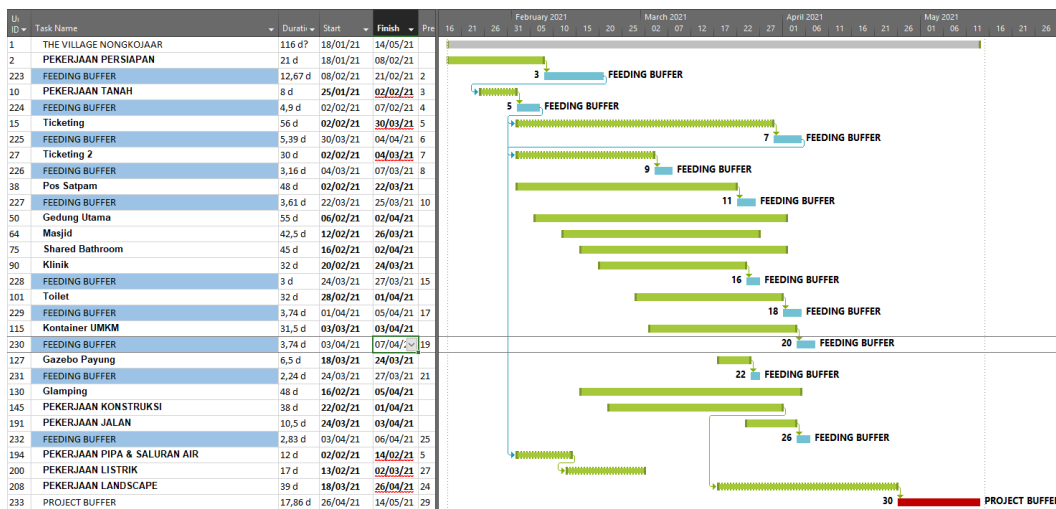 Ur ID Task Name Duratic Start Finish Pre
February 2021 March 2021 April 2021 May 2021
16 21 26 31 05 10 15 20 25 02 07 12 17 22 27 01 06 11 16 21 26 01 06 11 16 21 26
1 THE VILLAGE NONGKOJAAR 116 d? 18/01/21 14/05/21
2 PEKERJAAN PERSIAPAN 21 d 18/01/21 08/02/21
223 FEEDING BUFFER 12,67 d 08/02/21 21/02/21 2 3 FEEDING BUFFER
10 PEKERJAAN TANAH 8 d 25/01/21 02/02/21 3
224 FEEDING BUFFER 4,9 d 02/02/21 07/02/21 4 5 FEEDING BUFFER
15 Ticketing 56 d 02/02/21 30/03/21 5
225 FEEDING BUFFER 5,39 d 30/03/21 04/04/21 6 7 FEEDING BUFFER
27 Ticketing 2 30 d 02/02/21 04/03/21 7
226 FEEDING BUFFER 3,16 d 04/03/21 07/03/21 8 9 FEEDING BUFFER
38 Pos Satpam 48 d 02/02/21 22/03/21
227 FEEDING BUFFER 3,61 d 22/03/21 25/03/21 10 11 FEEDING BUFFER
50 Gedung Utama 55 d 06/02/21 02/04/21
64 Masjid 42,5 d 12/02/21 26/03/21
75 Shared Bathroom 45 d 16/02/21 02/04/21
90 Klinik 32 d 20/02/21 24/03/21
228 FEEDING BUFFER 3 d 24/03/21 27/03/21 15 16 FEEDING BUFFER
101 Toilet 32 d 28/02/21 01/04/21
229 FEEDING BUFFER 3,74 d 01/04/21 05/04/21 17 18 FEEDING BUFFER
115 Kontainer UMKM 31,5 d 03/03/21 03/04/21
230 FEEDING BUFFER 3,74 d 03/04/21 07/04/2 19 20 FEEDING BUFFER
127 Gazebo Payung 6,5 d 18/03/21 24/03/21
231 FEEDING BUFFER 2,24 d 24/03/21 27/03/21 21 22 FEEDING BUFFER
130 Glamping 48 d 16/02/21 05/04/21
145 PEKERJAAN KONSTRUKSI 38 d 22/02/21 01/04/21
191 PEKERJAAN JALAN 10,5 d 24/03/21 03/04/21
232 FEEDING BUFFER 2,83 d 03/04/21 06/04/21 25 26 FEEDING BUFFER
194 PEKERJAAN PIPA & SALURAN AIR 12 d 02/02/21 14/02/21 5
200 PEKERJAAN LISTRIK 17 d 13/02/21 02/03/21 27
208 PEKERJAAN LANDSCAPE 39 d 18/03/21 26/04/21 24
233 PROJECT BUFFER 17,86 d 26/04/21 14/05/21 29 30 PROJECT BUFFER